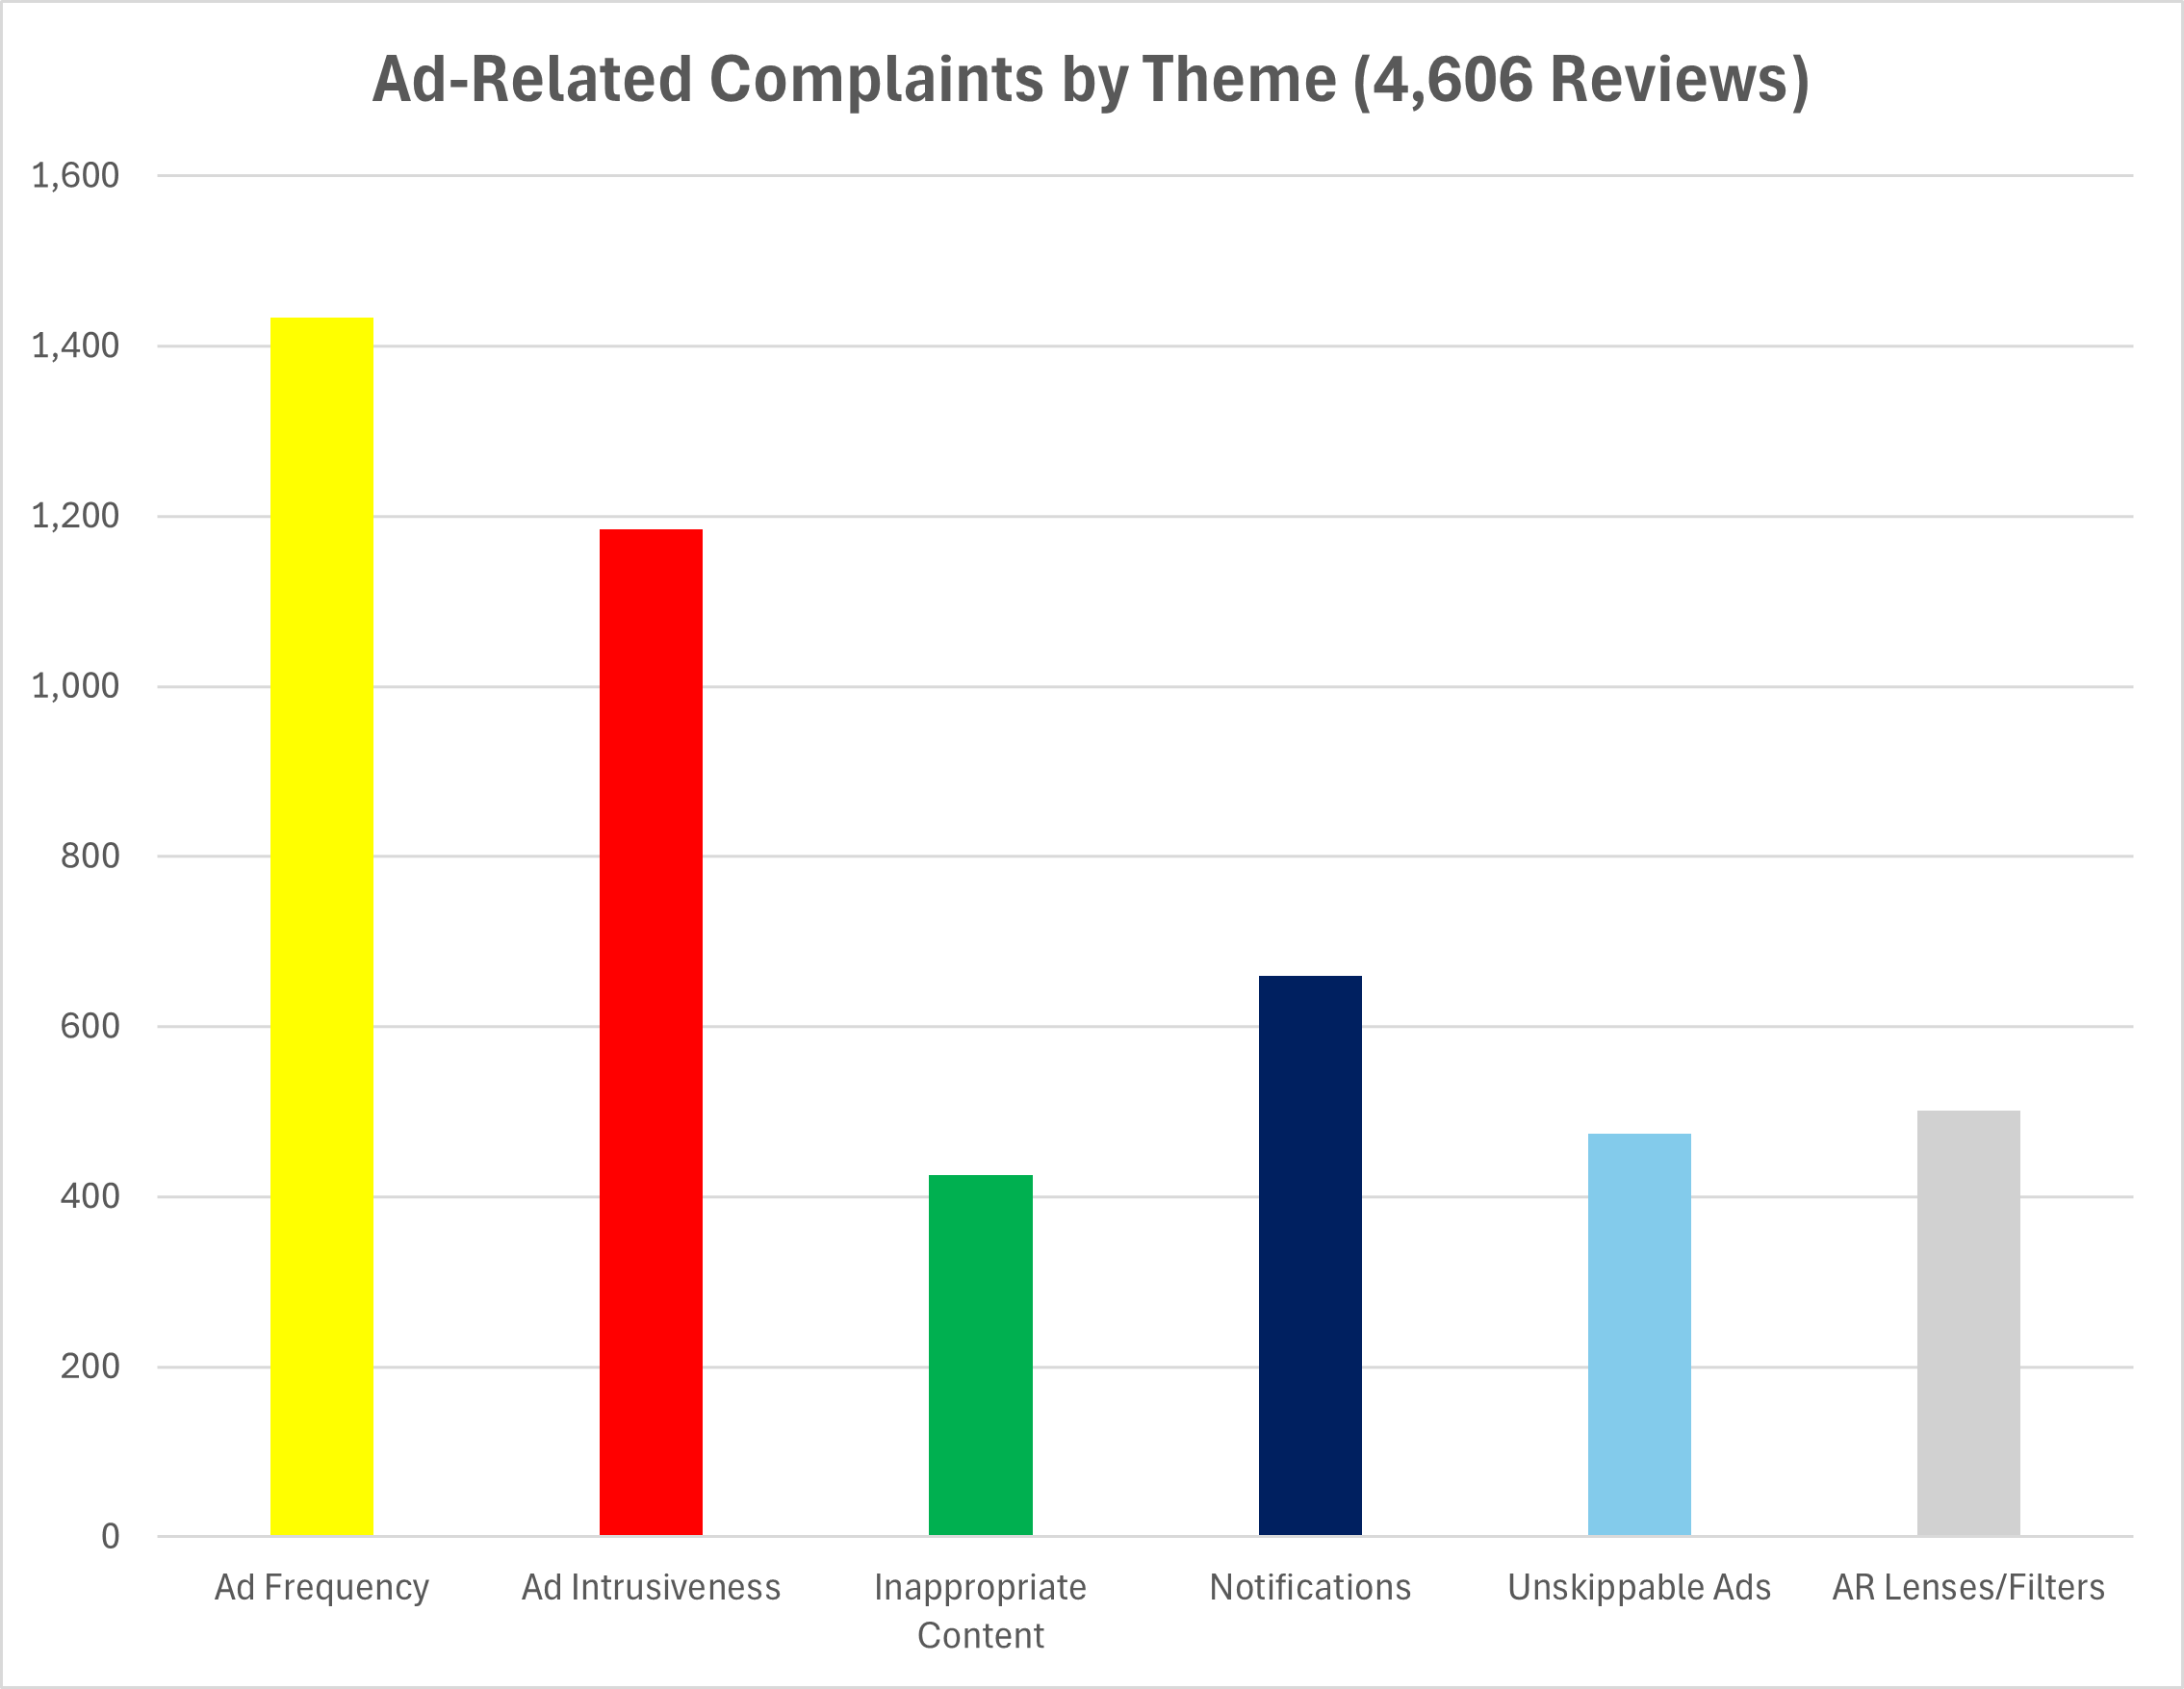 Ad-Related Complaints by Theme (4,606 Reviews)
1,600
1,400
1,200
1,000
800
600
400
200
0
Ad Frequency
Ad Intrusiveness
Inappropriate
Content
Notifications
Unskippable Ads
AR Lenses/Filters